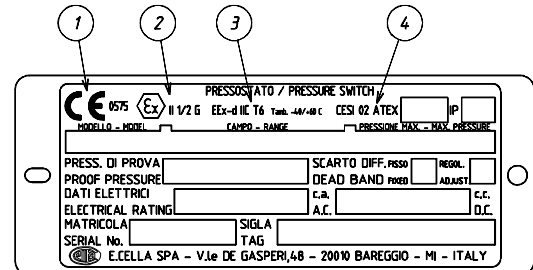 1 2 3 4
PRESSOSTATO / PRESSURE SWITCH
CE 0575 Ex II 1/2 G EEx-d IIC T6 Tamb. -40/+60 C CESI 02 ATEX IP
MODELLO - MODEL CAMPO - RANGE PRESSIONE MAX. - MAX. PRESSURE
PRESS. DI PROVA SCARTO DIFF. FISSO REGOL.
PROOF PRESSURE DEAD BAND FIXED ADJUST
DATI ELETTRICI c.a. c.c.
ELECTRICAL RATING A.C. D.C.
MATRICOLA SIGLA
SERIAL No. TAG
E.CELLA SPA - V.le DE GASPERI,48 - 20010 BAREGGIO - MI - ITALY